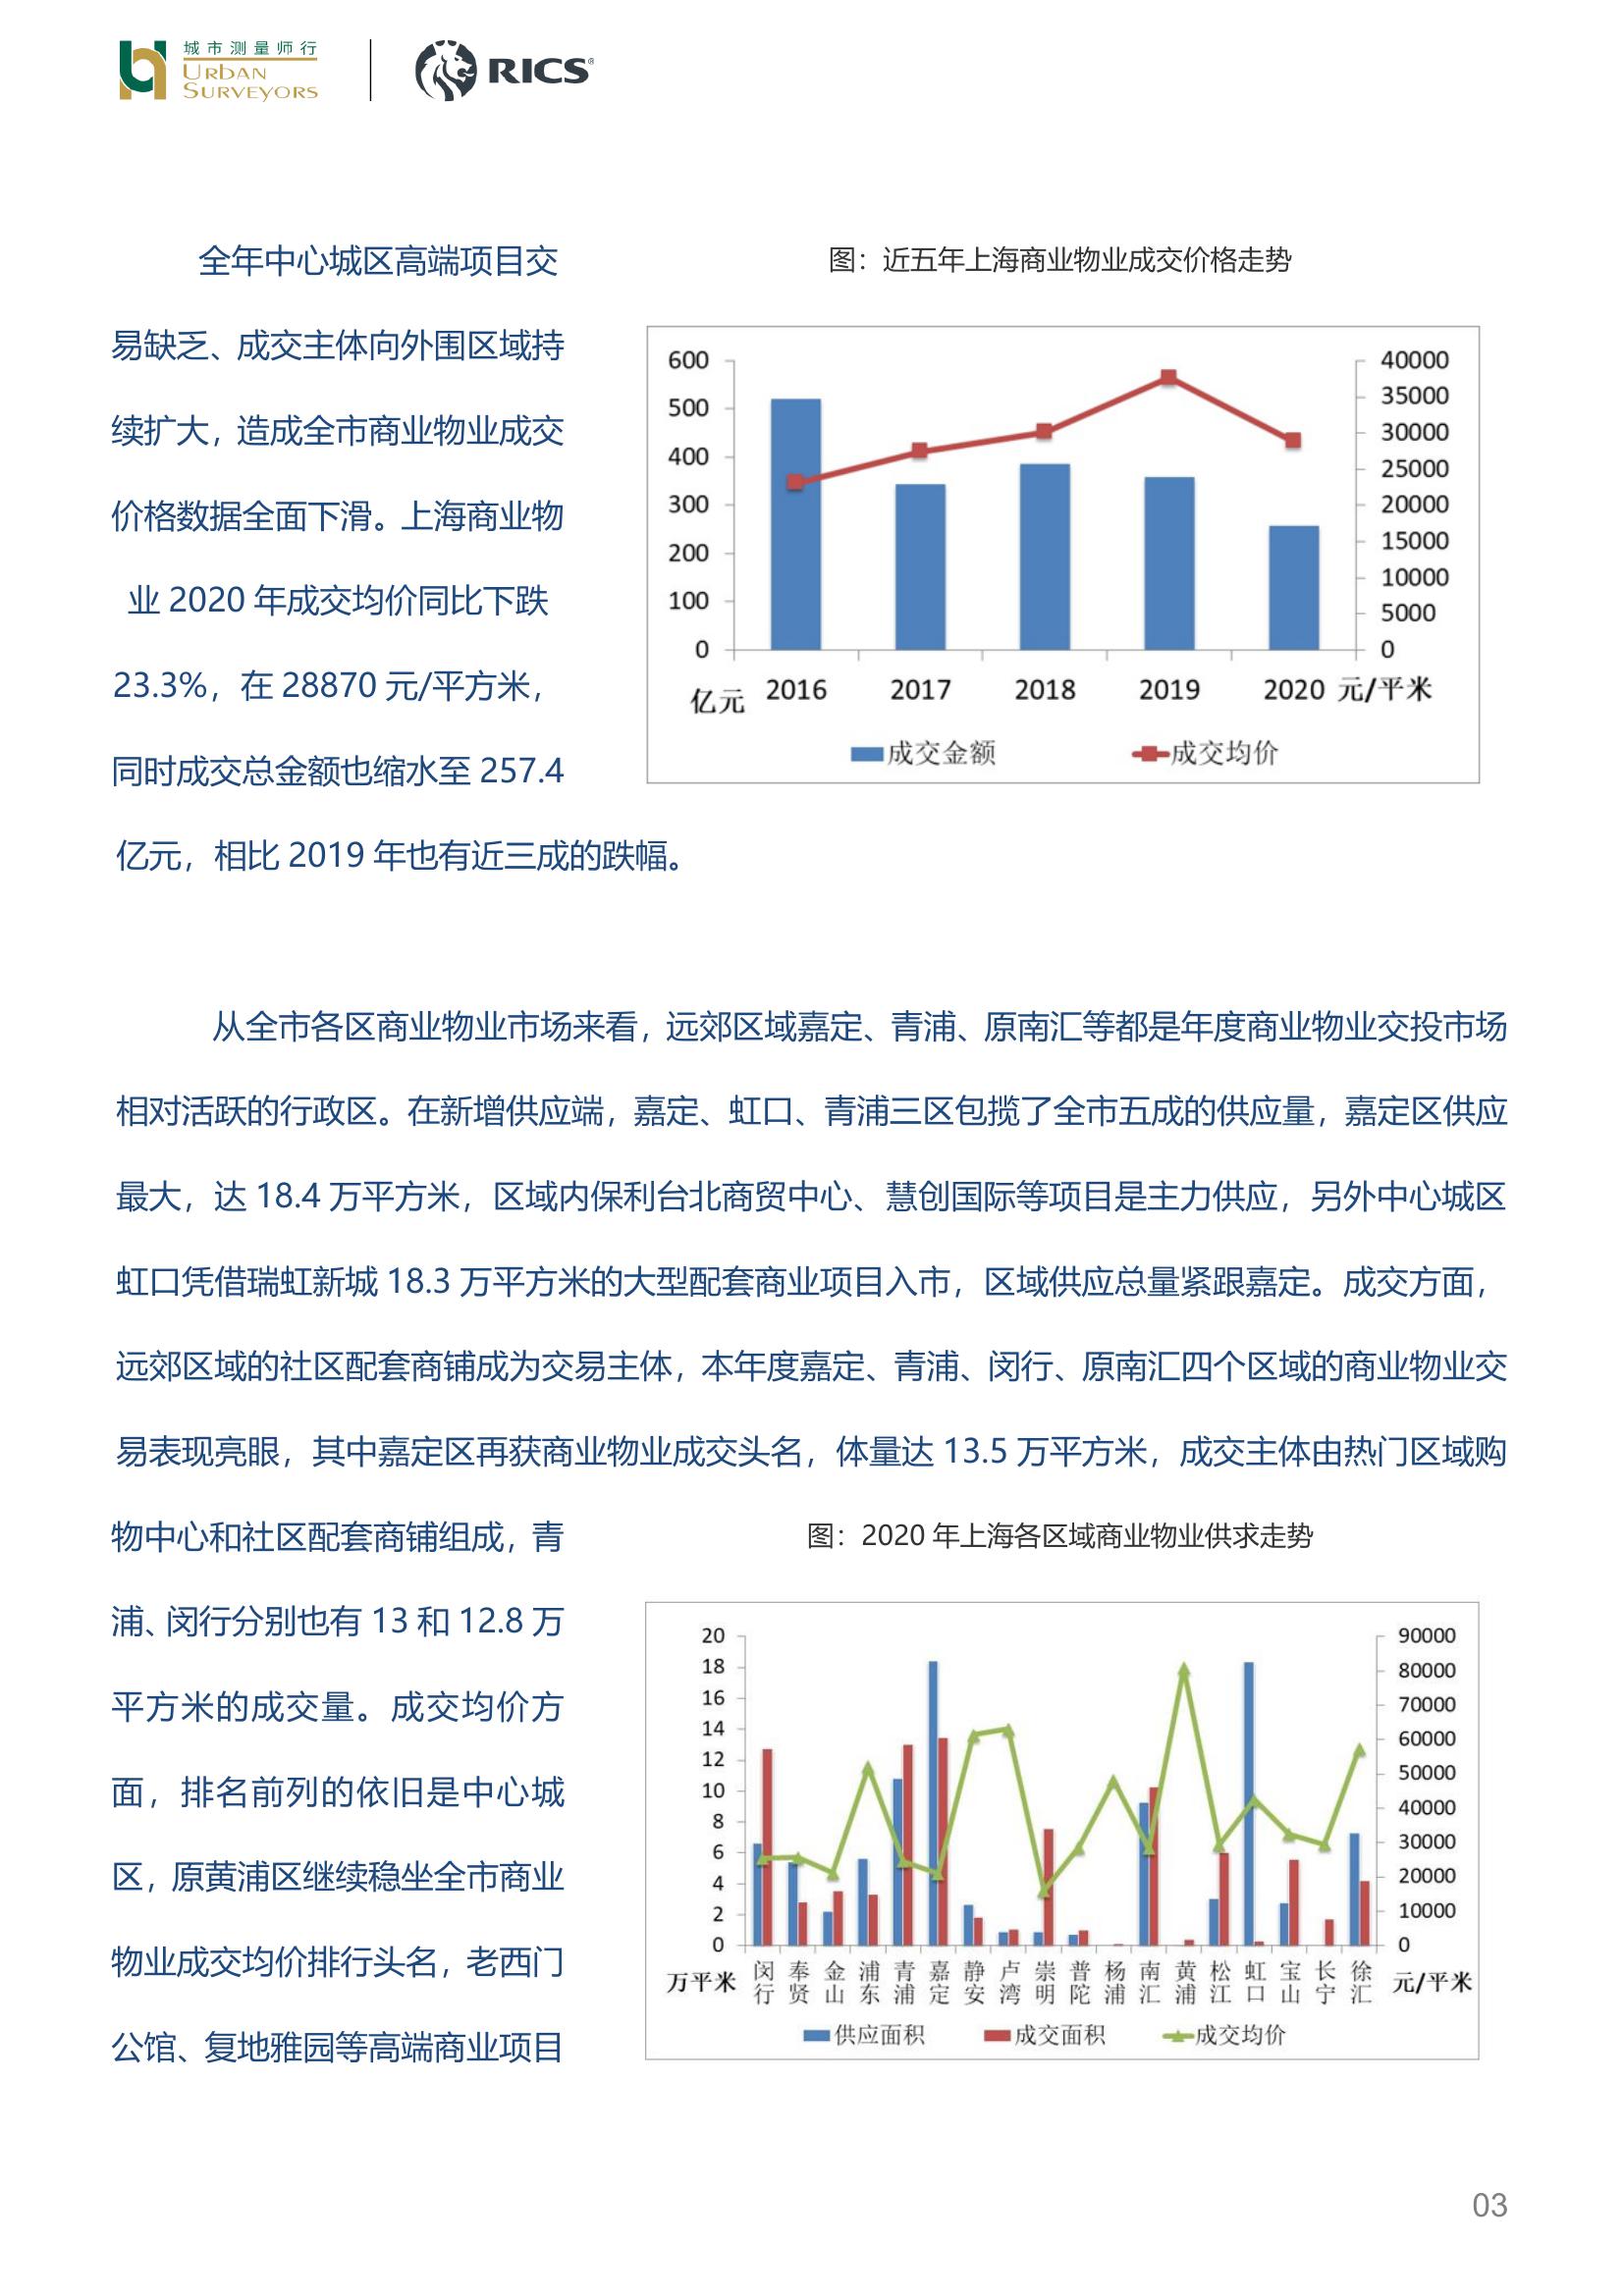 城市测量师行
URBAN
SURVEYORS
RICS®
全年中心城区高端项目交
易缺乏、成交主体向外围区域持
续扩大，造成全市商业物业成交
价格数据全面下滑。上海商业物
业 2020 年成交均价同比下跌
23.3%，在 28870 元/平方米，
同时成交总金额也缩水至 257.4
亿元，相比 2019 年也有近三成的跌幅。
图：近五年上海商业物业成交价格走势
600
500
400
300
200
100
0
40000
35000
30000
25000
20000
15000
10000
5000
0
亿元 2016 2017 2018 2019 2020 元/平米
成交金额 成交均价
从全市各区商业物业市场来看，远郊区域嘉定、青浦、原南汇等都是年度商业物业交投市场
相对活跃的行政区。在新增供应端，嘉定、虹口、青浦三区包揽了全市五成的供应量，嘉定区供应
最大，达 18.4 万平方米，区域内保利台北商贸中心、慧创国际等项目是主力供应，另外中心城区
虹口凭借瑞虹新城 18.3 万平方米的大型配套商业项目入市，区域供应总量紧跟嘉定。成交方面，
远郊区域的社区配套商铺成为交易主体，本年度嘉定、青浦、闵行、原南汇四个区域的商业物业交
易表现亮眼，其中嘉定区再获商业物业成交头名，体量达 13.5 万平方米，成交主体由热门区域购
物中心和社区配套商铺组成，青
浦、闵行分别也有 13 和 12.8 万
平方米的成交量。成交均价方
面，排名前列的依旧是中心城
区，原黄浦区继续稳坐全市商业
物业成交均价排行头名，老西门
公馆、复地雅园等高端商业项目
图：2020 年上海各区域商业物业供求走势
20
18
16
14
12
10
8
6
4
2
0
90000
80000
70000
60000
50000
40000
30000
20000
10000
0
万平米 闵行 奉贤 金山 浦东 青浦 嘉定 静安 卢湾 崇明 普陀 杨浦 南汇 黄浦 松江 虹口 宝山 长宁 徐汇 元/平米
供应面积 成交面积 成交均价
03